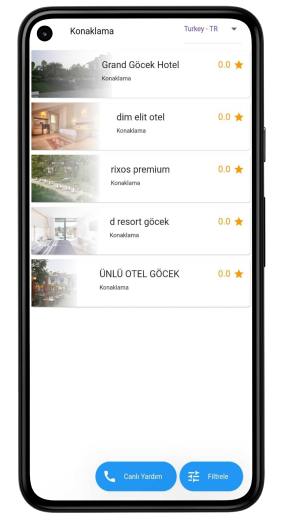 Konaklama
Turkey - TR
Grand Göcek Hotel
0.0
Konaklama
dim elit otel
0.0
Konaklama
rixos premium
0.0
Konaklama
d resort göcek
0.0
Konaklama
ÜNLÜ OTEL GÖCEK
0.0
Konaklama
Canlı Yardım
Filtrele